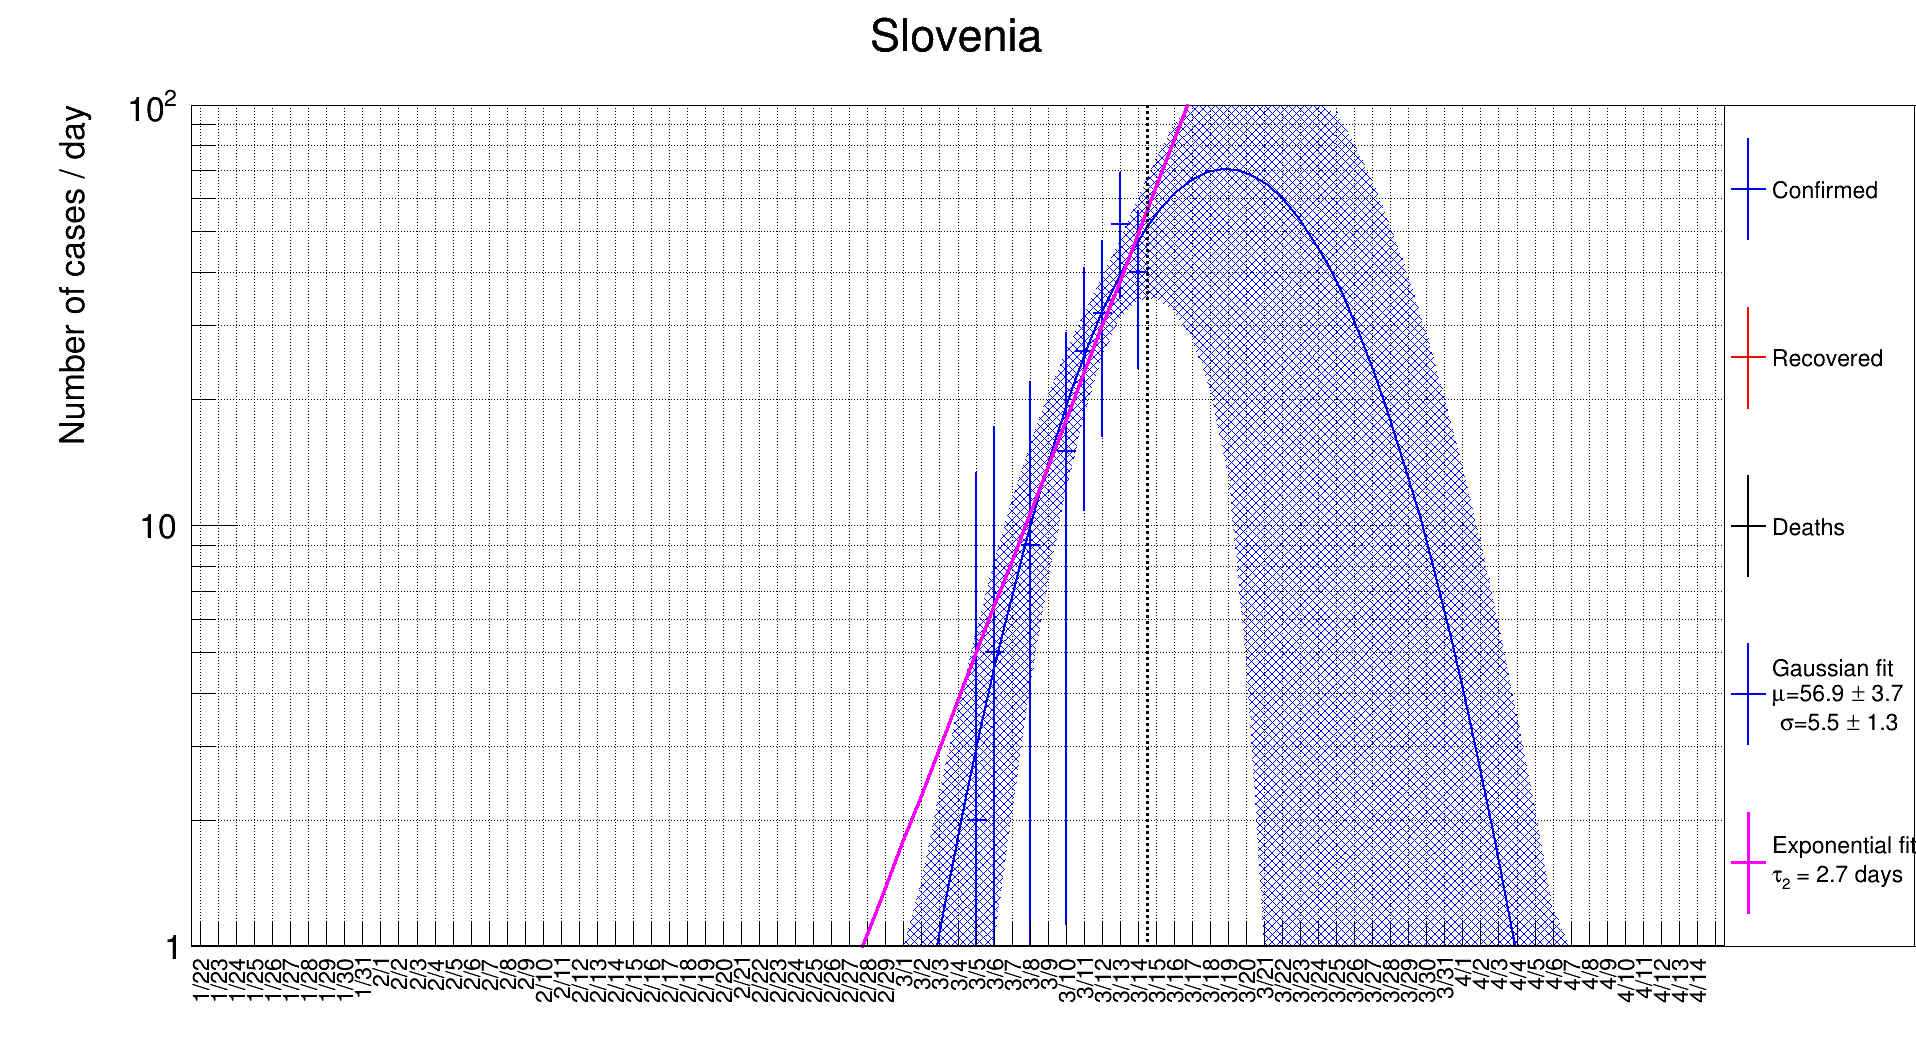 Slovenia
Number of cases / day
10²
10
1
1/22 1/23 1/24 1/25 1/26 1/27 1/28 1/29 1/30 1/31 2/1 2/2 2/3 2/4 2/5 2/6 2/7 2/8 2/9 2/10 2/11 2/12 2/13 2/14 2/15 2/16 2/17 2/18 2/19 2/20 2/21 2/22 2/23 2/24 2/25 2/26 2/27 2/28 2/29 3/1 3/2 3/3 3/4 3/5 3/6 3/7 3/8 3/9 3/10 3/11 3/12 3/13 3/14 3/15 3/16 3/17 3/18 3/19 3/20 3/21 3/22 3/23 3/24 3/25 3/26 3/27 3/28 3/29 3/30 3/31 4/1 4/2 4/3 4/4 4/5 4/6 4/7 4/8 4/9 4/10 4/11 4/12 4/13 4/14
Confirmed
Recovered
Deaths
Gaussian fit
μ=56.9 ± 3.7
σ=5.5 ± 1.3
Exponential fit
τ₂ = 2.7 days